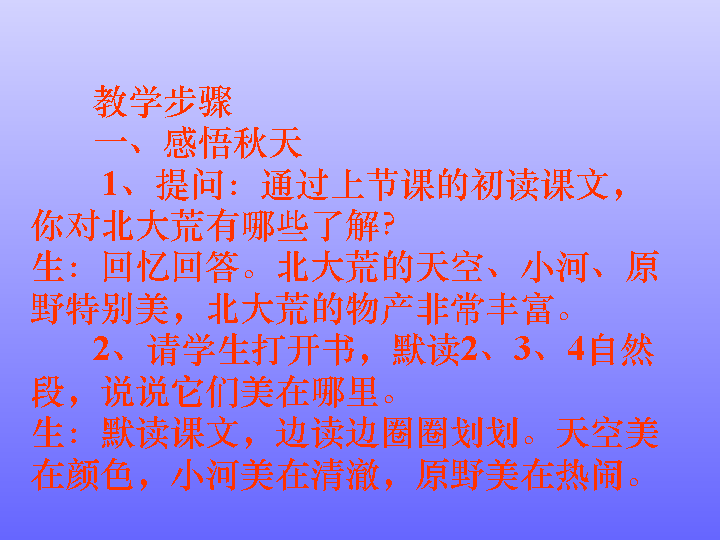 教学步骤
一、感悟秋天
1、提问：通过上节课的初读课文，
你对北大荒有哪些了解?
生：回忆回答。北大荒的天空、小河、原
野特别美，北大荒的物产非常丰富。
2、请学生打开书，默读2、3、4自然
段，说说它们美在哪里。
生：默读课文，边读边圈圈划划。天空美
在颜色，小河美在清澈，原野美在热闹。